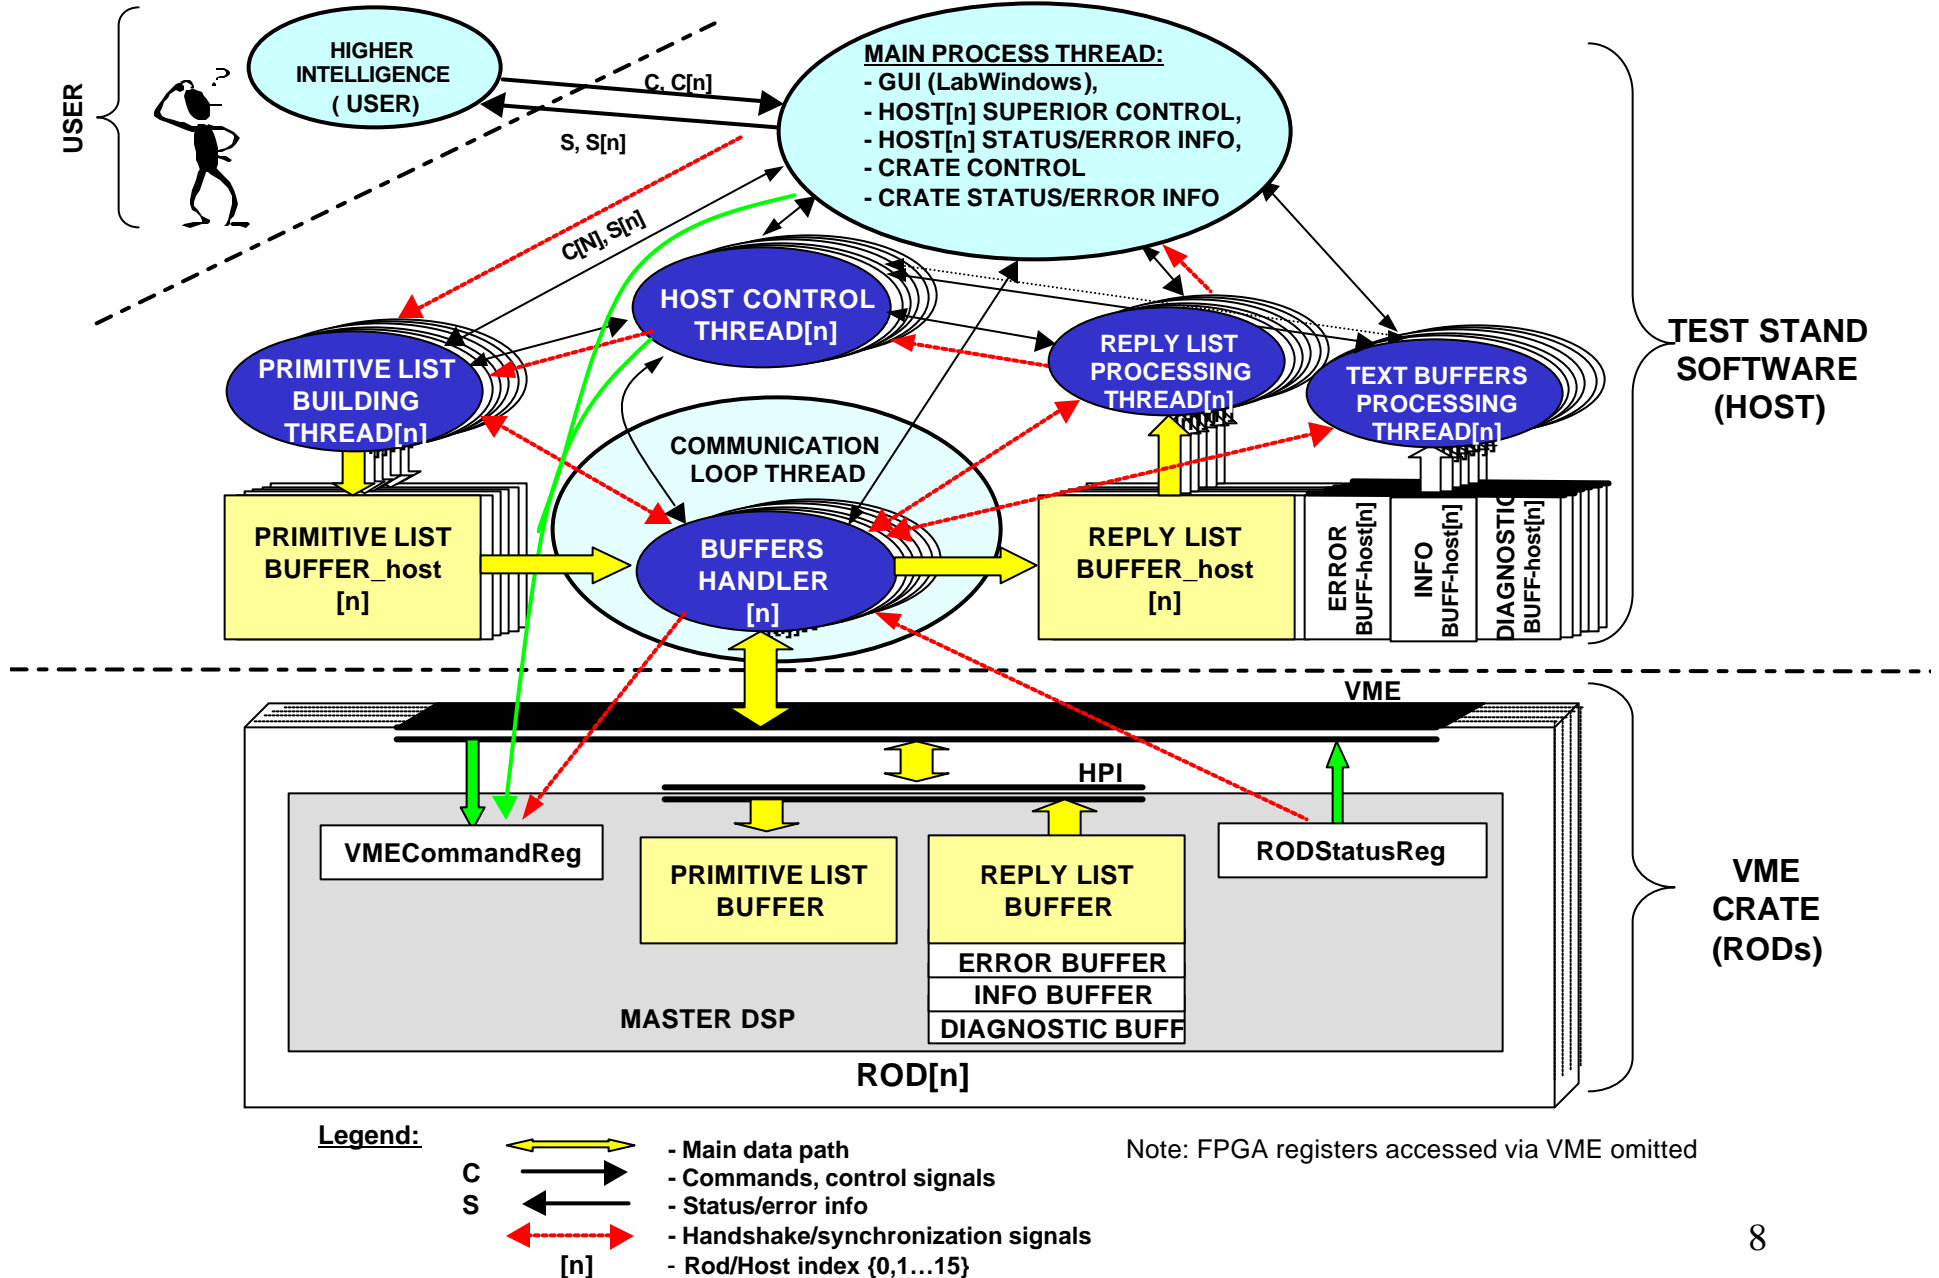 USER
HIGHER
INTELLIGENCE
( USER)
?
C, C[n]
S, S[n]
MAIN PROCESS THREAD:
- GUI (LabWindows),
- HOST[n] SUPERIOR CONTROL,
- HOST[n] STATUS/ERROR INFO,
- CRATE CONTROL
- CRATE STATUS/ERROR INFO
C[N], S[n]
HOST CONTROL
THREAD[n]
PRIMITIVE LIST
BUILDING
THREAD[n]
REPLY LIST
PROCESSING
THREAD[n]
TEXT BUFFERS
PROCESSING
THREAD[n]
TEST STAND
SOFTWARE
(HOST)
COMMUNICATION
LOOP THREAD
PRIMITIVE LIST
BUFFER_host
[n]
BUFFERS
HANDLER
[n]
REPLY LIST
BUFFER_host
[n]
ERROR
BUFF-host[n]
INFO
BUFF-host[n]
DIAGNOSTIC
BUFF-host[n]
VME
HPI
VMECommandReg
PRIMITIVE LIST
BUFFER
REPLY LIST
BUFFER
RODStatusReg
ERROR BUFFER
INFO BUFFER
DIAGNOSTIC BUFF
MASTER DSP
ROD[n]
VME
CRATE
(RODs)
Legend:
- Main data path
C - Commands, control signals
S - Status/error info
- Handshake/synchronization signals
[n] - Rod/Host index {0,1…15}
Note: FPGA registers accessed via VME omitted
8